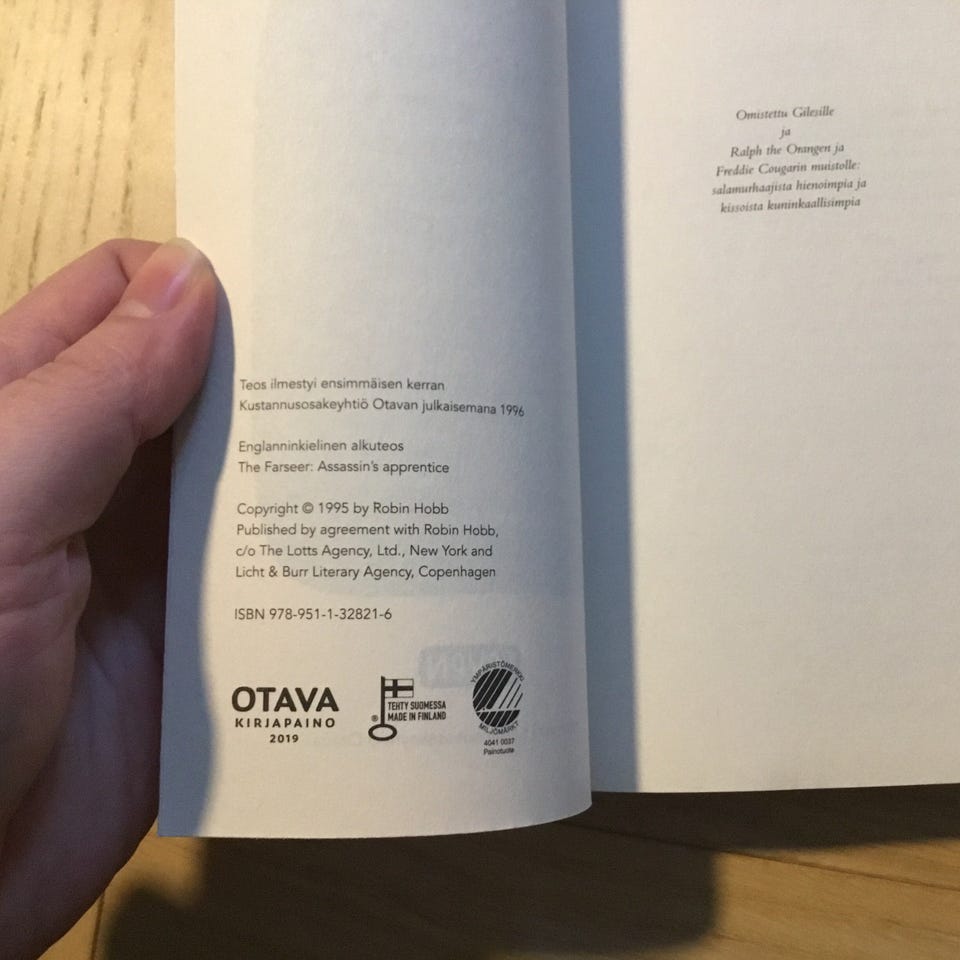 Teos ilmestyi ensimmäisen kerran
Kustannusosakeyhtiö Otavan julkaisemana 1996
Englanninkielinen alkuteos
The Farseer: Assassin's apprentice
Copyright © 1995 by Robin Hobb
Published by agreement with Robin Hobb,
c/o The Lotts Agency, Ltd., New York and
Licht & Burr Literary Agency, Copenhagen
ISBN 978-951-1-32821-6
OTAVA
KIRJAPAINO
2019
®
TEHTY SUOMESSA
MADE IN FINLAND
YMPÄRISTÖMERKKI
MILJÖMÄRKT
4041 0037
Painotuote
Omistettu Gilesille
ja
Ralph the Orangen ja
Freddie Cougarin muistolle:
salamurhaajista hienoimpia ja
kissoista kuninkaallisimpia